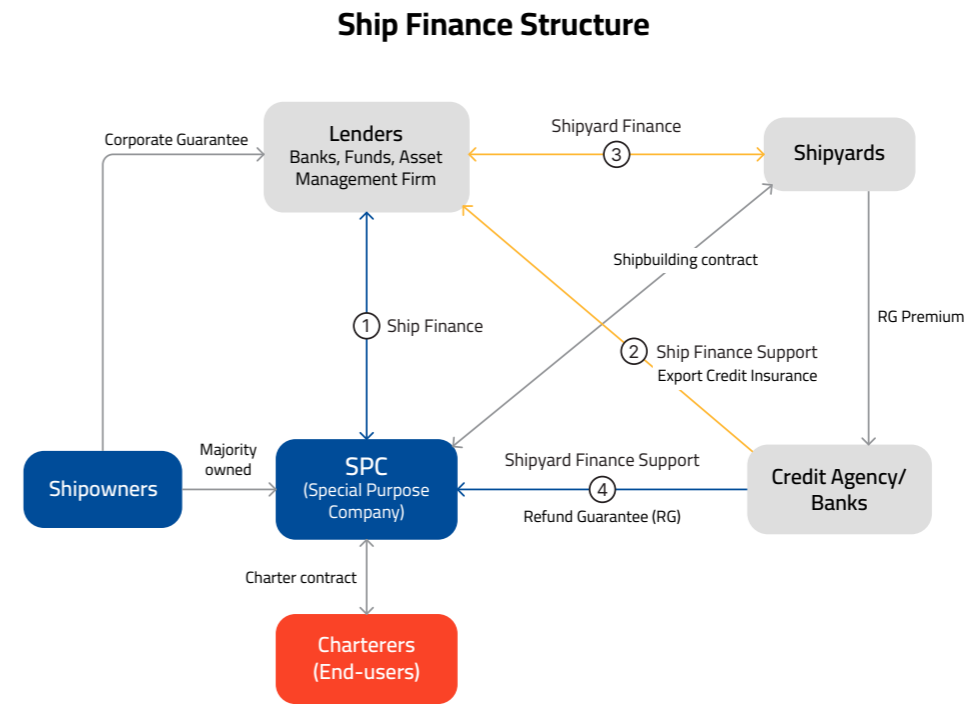 Ship Finance Structure
Corporate Guarantee
Lenders
Banks, Funds, Asset
Management Firm
Shipyard Finance
3
Shipyards
Shipbuilding contract
RG Premium
1
Ship Finance
2
Ship Finance Support
Export Credit Insurance
Shipowners
Majority
owned
SPC
(Special Purpose
Company)
Shipyard Finance Support
4
Refund Guarantee (RG)
Credit Agency/
Banks
Charter contract
Charterers
(End-users)